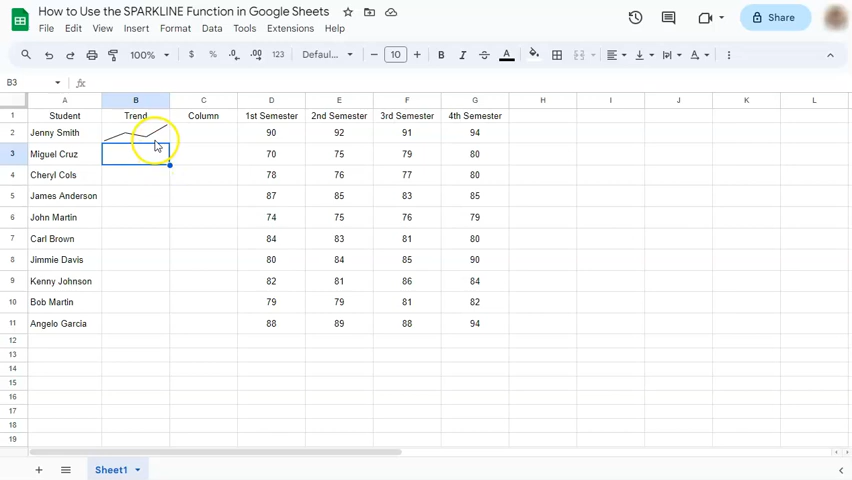 How to Use the SPARKLINE Function in Google Sheets
File Edit View Insert Format Data Tools Extensions Help
Share
100% $ % .0 .00 123 Defaul... 10 B I A
B3 fx
A B C D E F G H I J K L
1 Student Trend Column 1st Semester 2nd Semester 3rd Semester 4th Semester
2 Jenny Smith 90 92 91 94
3 Miguel Cruz 70 75 79 80
4 Cheryl Cols 78 76 77 80
5 James Anderson 87 85 83 85
6 John Martin 74 75 76 79
7 Carl Brown 84 83 81 80
8 Jimmie Davis 80 84 85 90
9 Kenny Johnson 82 81 86 84
10 Bob Martin 79 79 81 82
11 Angelo Garcia 88 89 88 94
12
13
14
15
16
17
18
19
Sheet1